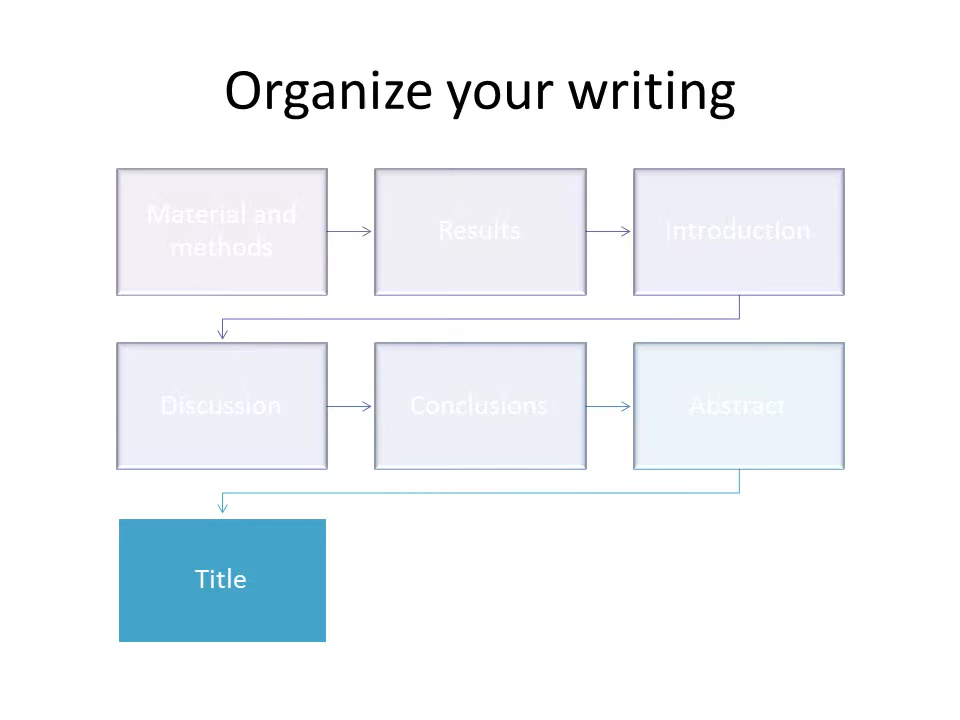 Organize your writing
Material and
methods
Results
Introduction
Discussion
Conclusions
Abstract
Title